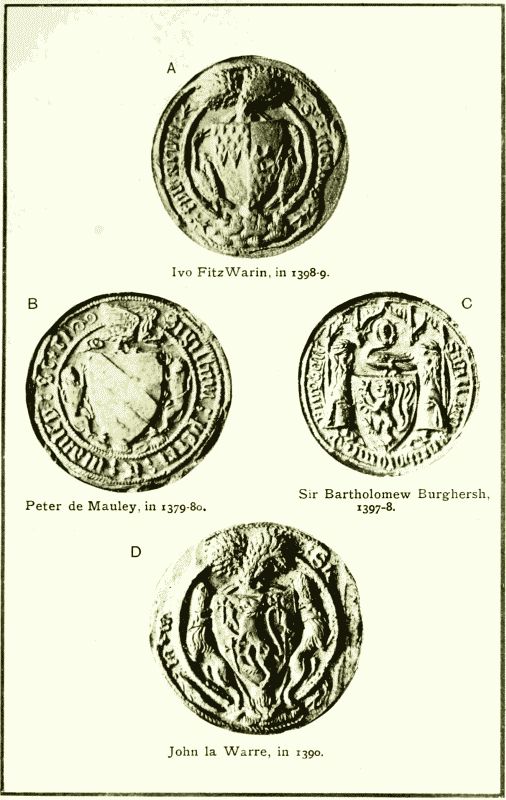 A
Ivo FitzWarin, in 1398-9.
B
C
Peter de Mauley, in 1379-80.
Sir Bartholomew Burghersh,
1397-8.
D
John la Warre, in 1390.